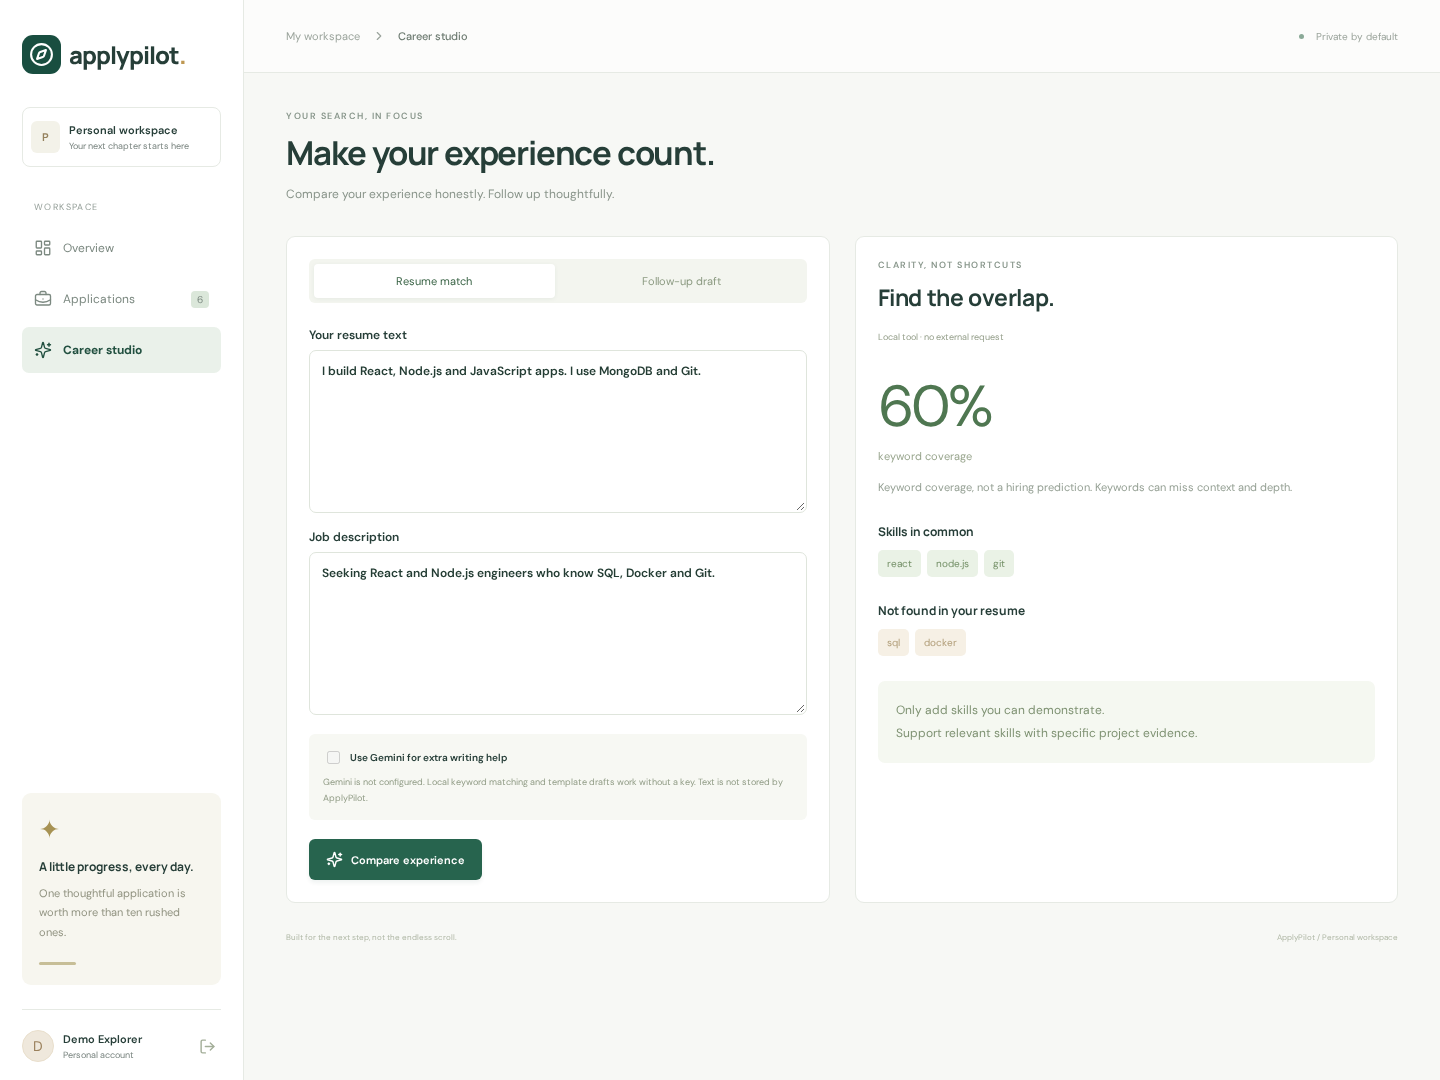 applypilot.
P
Personal workspace
Your next chapter starts here
WORKSPACE
Overview
Applications
6
Career studio
✦
A little progress, every day.
One thoughtful application is
worth more than ten rushed
ones.
D
Demo Explorer
Personal account
My workspace
Career studio
Private by default
YOUR SEARCH, IN FOCUS
Make your experience count.
Compare your experience honestly. Follow up thoughtfully.
Resume match
Follow-up draft
Your resume text
I build React, Node.js and JavaScript apps. I use MongoDB and Git.
Job description
Seeking React and Node.js engineers who know SQL, Docker and Git.
Use Gemini for extra writing help
Gemini is not configured. Local keyword matching and template drafts work without a key. Text is not stored by
ApplyPilot.
Compare experience
CLARITY, NOT SHORTCUTS
Find the overlap.
Local tool · no external request
60%
keyword coverage
Keyword coverage, not a hiring prediction. Keywords can miss context and depth.
Skills in common
react
node.js
git
Not found in your resume
sql
docker
Only add skills you can demonstrate.
Support relevant skills with specific project evidence.
Built for the next step, not the endless scroll.
ApplyPilot / Personal workspace